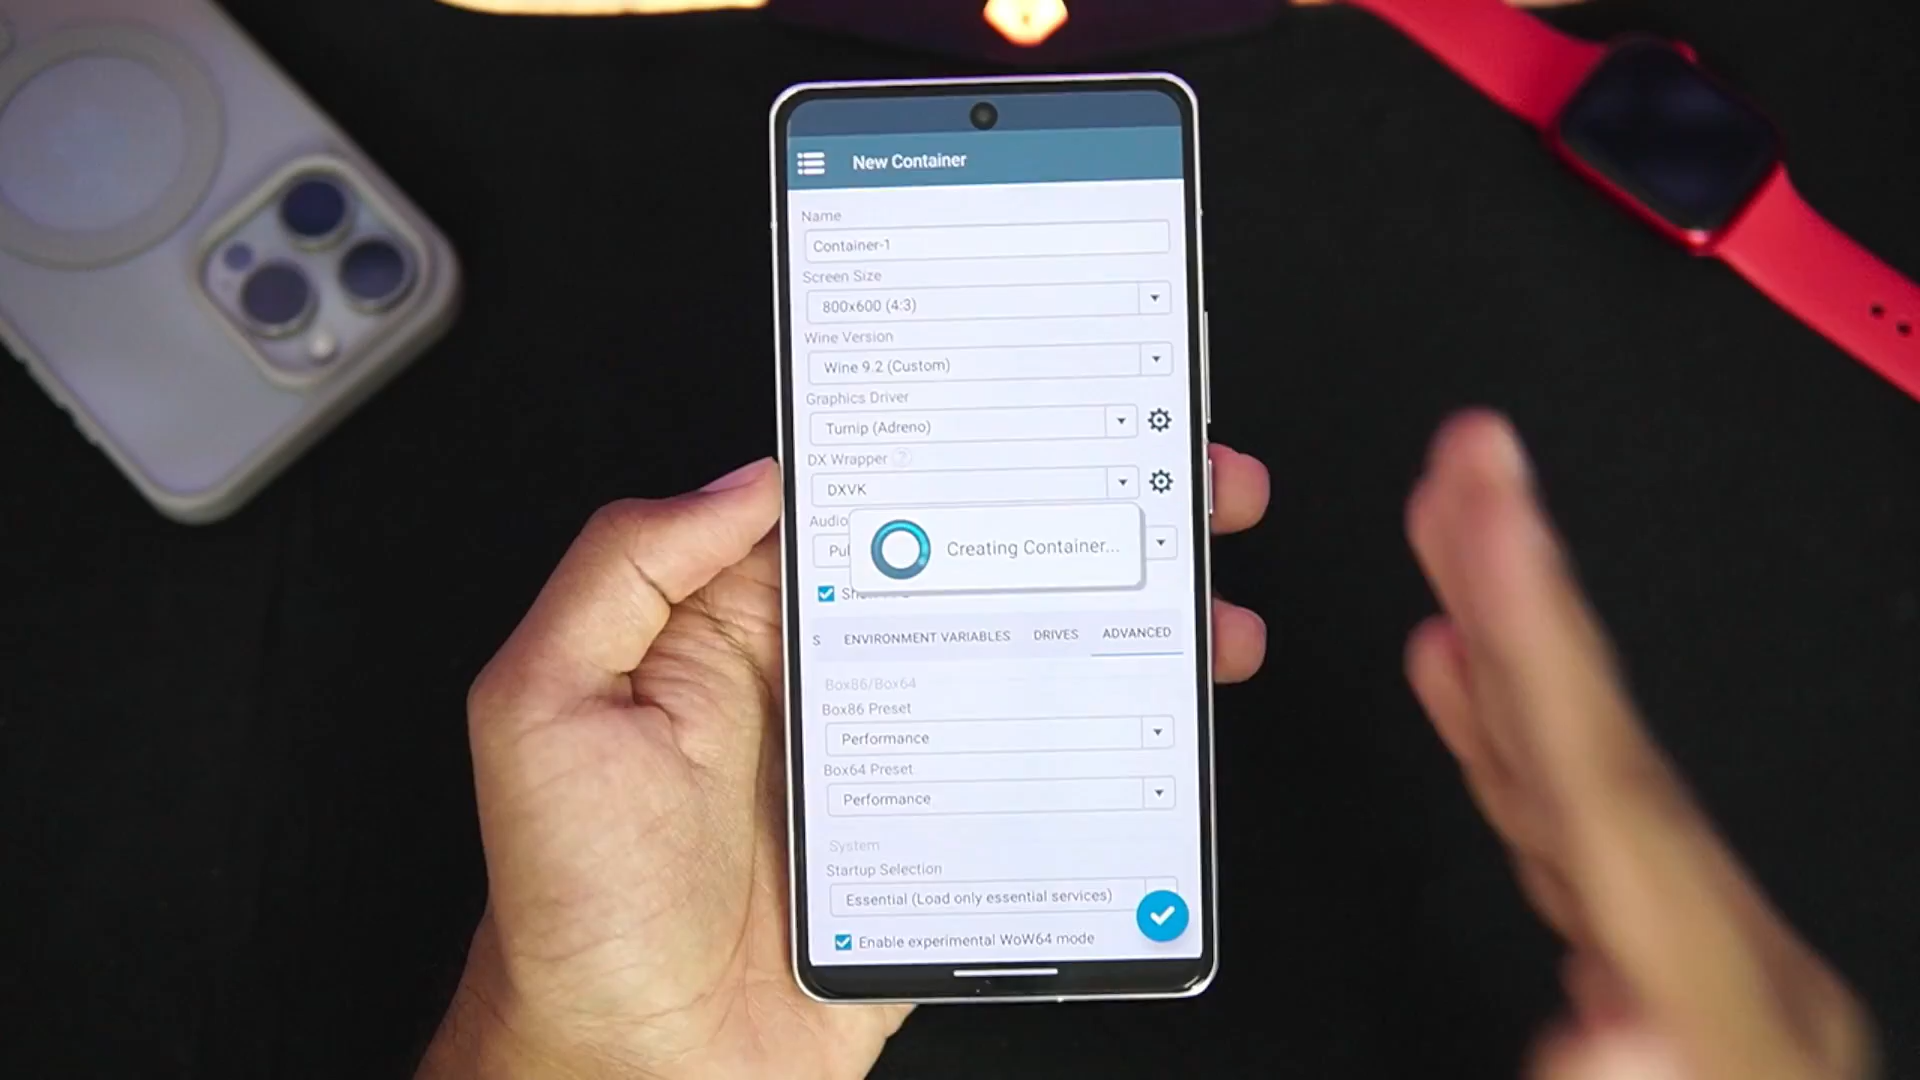 New Container
Name
Container-1
Screen Size
800x600 (4:3)
Wine Version
Wine 9.2 (Custom)
Graphics Driver
Turnip (Adreno)
DX Wrapper ?
DXVK
Audio
Creating Container...
S ENVIRONMENT VARIABLES DRIVES ADVANCED
Box86/Box64
Box86 Preset
Performance
Box64 Preset
Performance
System
Startup Selection
Essential (Load only essential services)
Enable experimental WoW64 mode